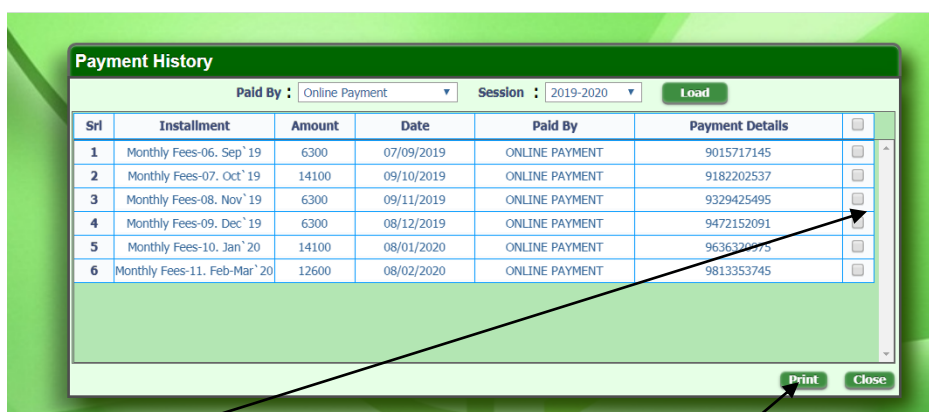 Payment History
Paid By : Online Payment Session : 2019-2020 Load
Srl Installment Amount Date Paid By Payment Details
1 Monthly Fees-06. Sep`19 6300 07/09/2019 ONLINE PAYMENT 9015717145
2 Monthly Fees-07. Oct`19 14100 09/10/2019 ONLINE PAYMENT 9182202537
3 Monthly Fees-08. Nov`19 6300 09/11/2019 ONLINE PAYMENT 9329425495
4 Monthly Fees-09. Dec`19 6300 08/12/2019 ONLINE PAYMENT 9472152091
5 Monthly Fees-10. Jan`20 14100 08/01/2020 ONLINE PAYMENT 9636320975
6 Monthly Fees-11. Feb-Mar`20 12600 08/02/2020 ONLINE PAYMENT 9813353745
Print Close